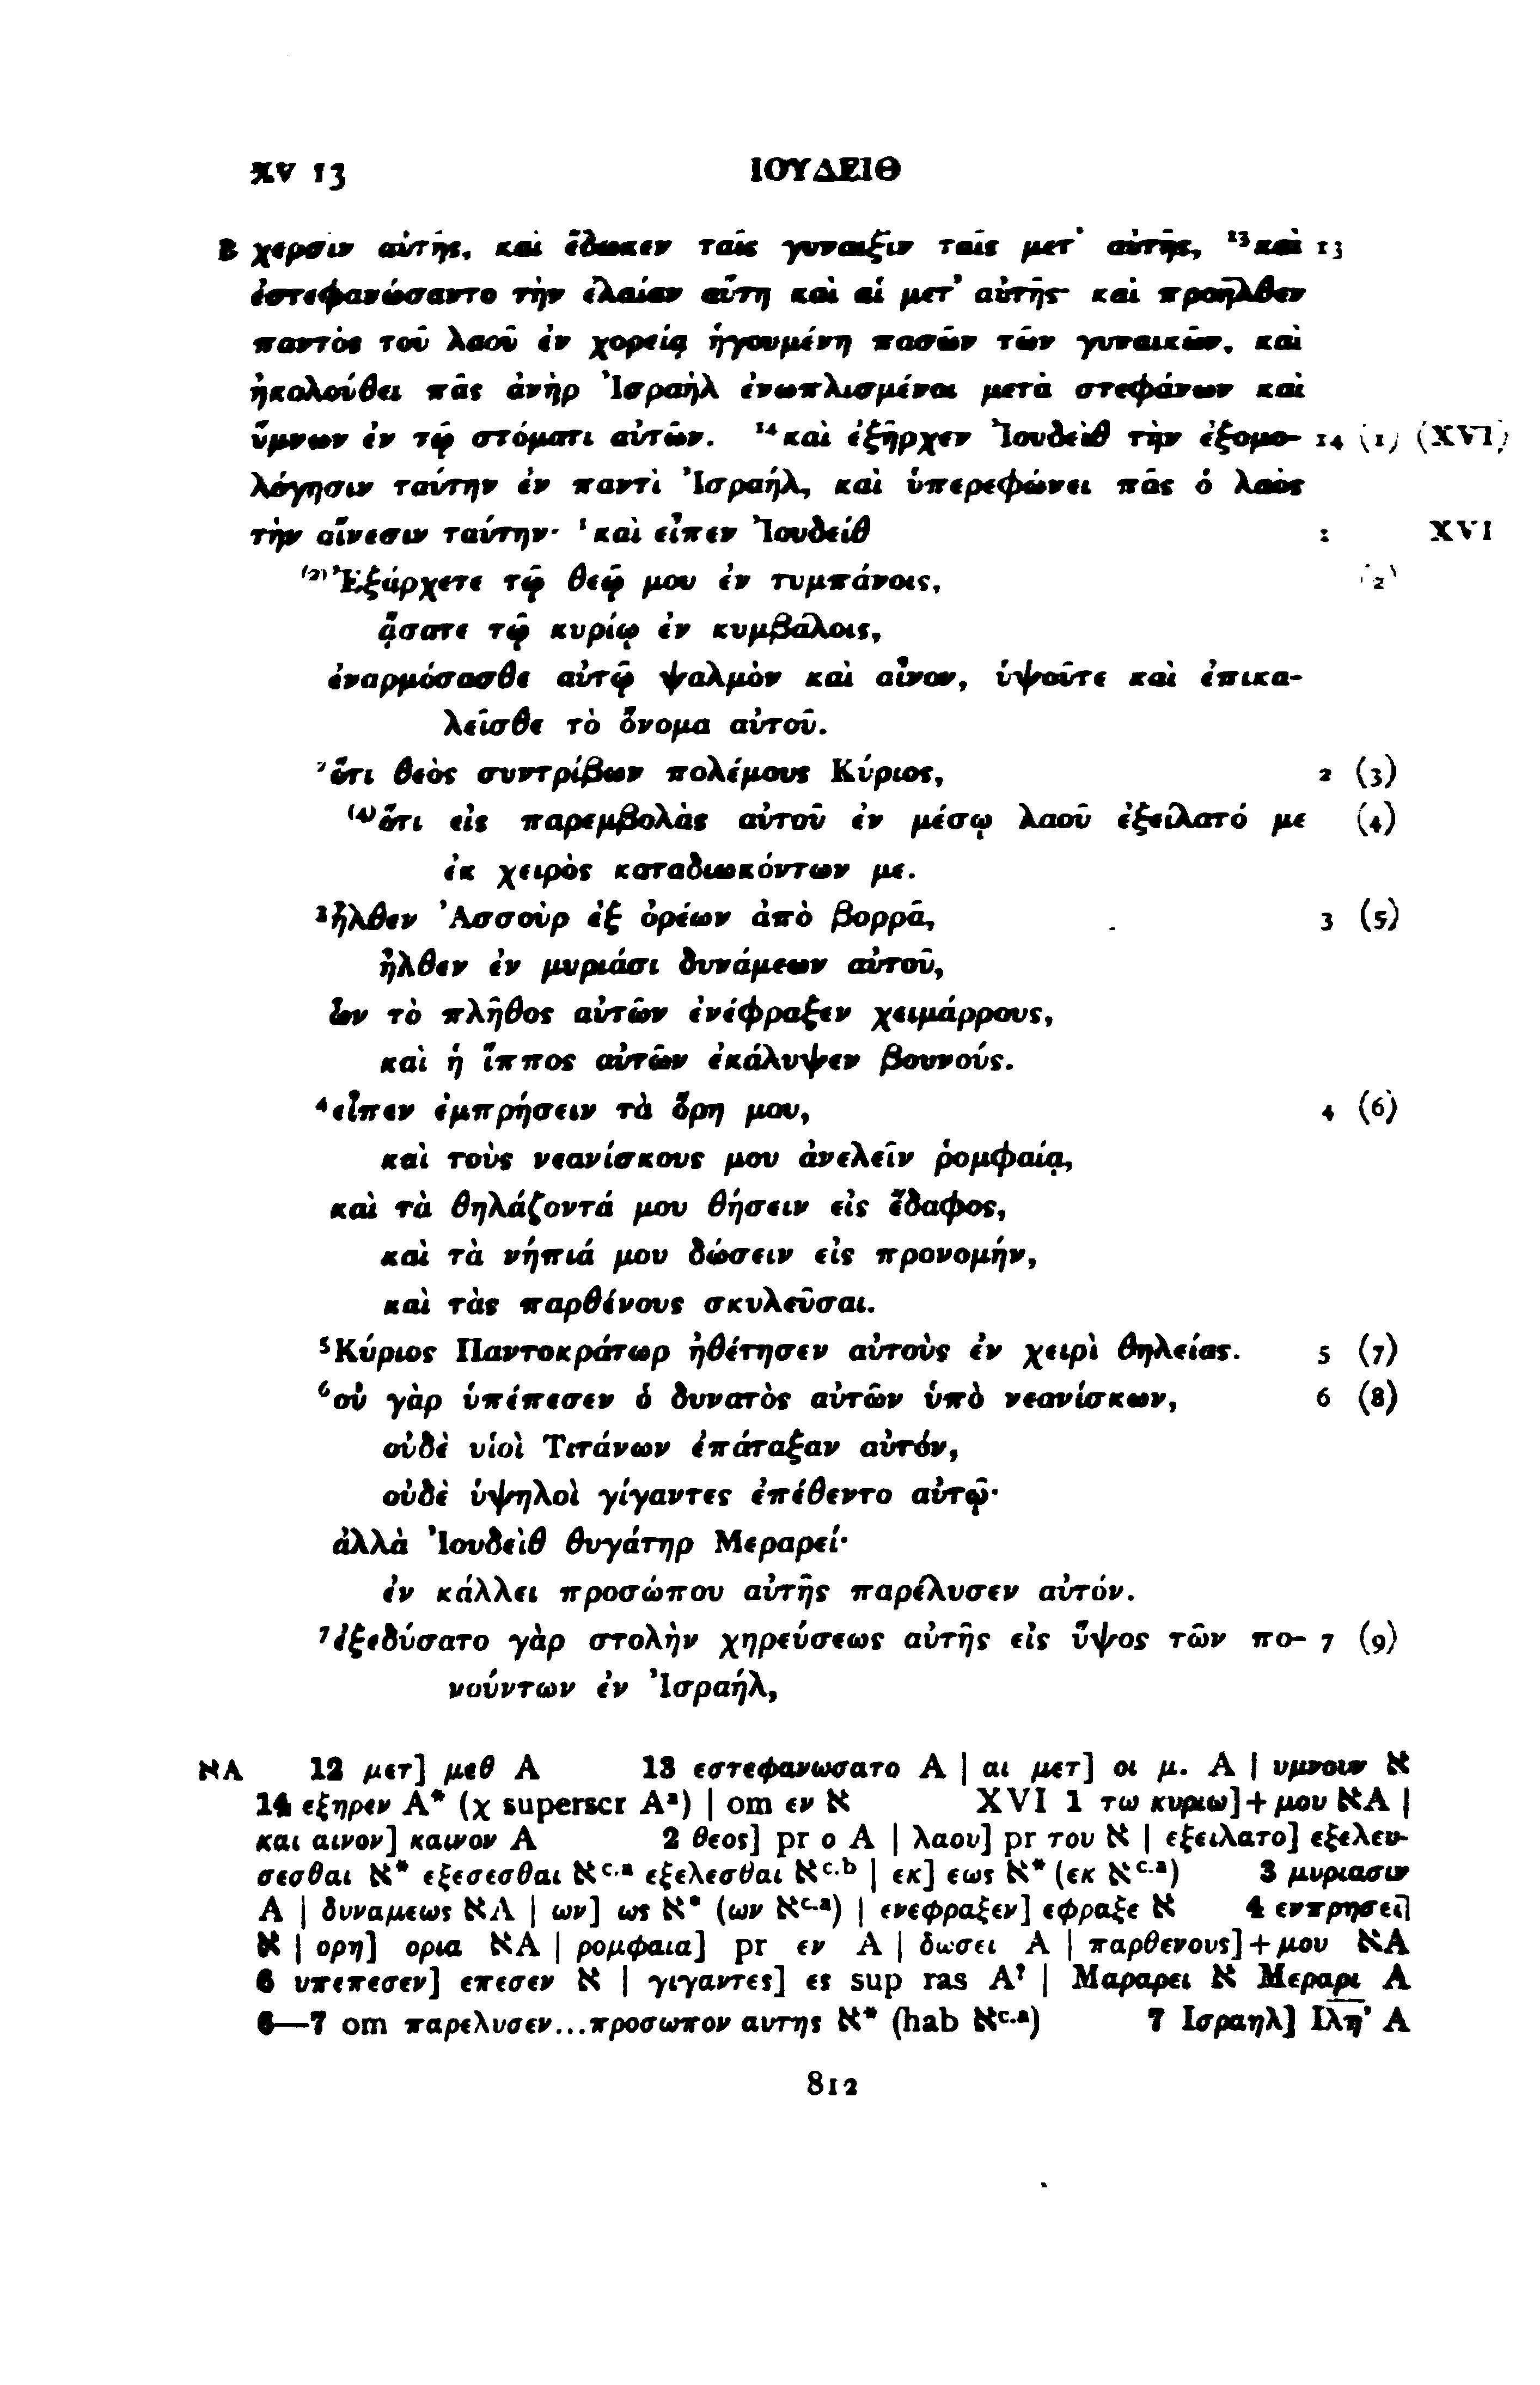 XV 13 ΙΟΥΔΕΙΘ
B χερσὶν αὐτῆς, καὶ ἔδωκεν ταῖς γυναιξὶν ταῖς μετ᾽ αὐτῆς, ¹³καὶ 13
ἐστεφανώσαντο τὴν ἐλαίαν αὕτη καὶ αἱ μετ᾽ αὐτῆς· καὶ προῆλθεν
παντὸς τοῦ λαοῦ ἐν χορείᾳ ἡγουμένη πασῶν τῶν γυναικῶν, καὶ
ἠκολούθει πᾶς ἀνὴρ Ἰσραὴλ ἐνωπλισμένοι μετὰ στεφάνων καὶ
ὕμνων ἐν τῷ στόματι αὐτῶν. ¹⁴καὶ ἐξῆρχεν Ἰουδεὶθ τὴν ἐξομο- 14 (1) (XVI)
λόγησιν ταύτην ἐν παντὶ Ἰσραήλ, καὶ ὑπερεφώνει πᾶς ὁ λαὸς
τὴν αἴνεσιν ταύτην· ¹καὶ εἶπεν Ἰουδείθ 1 XVI
⁽²⁾Ἐξάρχετε τῷ θεῷ μου ἐν τυμπάνοις, (2)
ᾄσατε τῷ κυρίῳ ἐν κυμβάλοις,
ἐναρμόσασθε αὐτῷ ψαλμὸν καὶ αἶνον, ὑψοῦτε καὶ ἐπικα-
λεῖσθε τὸ ὄνομα αὐτοῦ.
²ὅτι θεὸς συντρίβων πολέμους Κύριος, 2 (3)
⁽⁴⁾ὅτι εἰς παρεμβολὰς αὐτοῦ ἐν μέσῳ λαοῦ ἐξείλατό με (4)
ἐκ χειρὸς καταδιωκόντων με.
³ἦλθεν Ἀσσοὺρ ἐξ ὀρέων ἀπὸ βορρᾶ, 3 (5)
ἦλθεν ἐν μυριάσι δυνάμεων αὐτοῦ,
ὧν τὸ πλῆθος αὐτῶν ἐνέφραξεν χειμάρρους,
καὶ ἡ ἵππος αὐτῶν ἐκάλυψεν βουνούς.
⁴εἶπεν ἐμπρήσειν τὰ ὄρη μου, 4 (6)
καὶ τοὺς νεανίσκους μου ἀνελεῖν ῥομφαίᾳ,
καὶ τὰ θηλάζοντά μου θήσειν εἰς ἔδαφος,
καὶ τὰ νήπιά μου δώσειν εἰς προνομήν,
καὶ τὰς παρθένους σκυλεῦσαι.
⁵Κύριος Παντοκράτωρ ἠθέτησεν αὐτοὺς ἐν χειρὶ θηλείας. 5 (7)
⁶οὐ γὰρ ὑπέπεσεν ὁ δυνατὸς αὐτῶν ὑπὸ νεανίσκων, 6 (8)
οὐδὲ υἱοὶ Τιτάνων ἐπάταξαν αὐτόν,
οὐδὲ ὑψηλοὶ γίγαντες ἐπέθεντο αὐτῷ·
ἀλλὰ Ἰουδεὶθ θυγάτηρ Μεραρεί·
ἐν κάλλει προσώπου αὐτῆς παρέλυσεν αὐτόν.
⁷ἐξεδύσατο γὰρ στολὴν χηρεύσεως αὐτῆς εἰς ὕψος τῶν πο- 7 (9)
νούντων ἐν Ἰσραήλ,
אA 12 μετ] μεθ A 13 εστεφανωσατο A | αι μετ] οι μ. A | υμνουν א
14 εξηρεν A* (χ superscr Aᵃ) | om εν א XVI 1 τω κυριω]+μου אA |
και αινον] καινον A 2 θεος] pr ο A | λαου] pr του א | εξειλατο] εξελευ-
σεσθαι א* εξεσεσθαι אᶜ·ᵃ εξελεσθαι אᶜ·ᵇ | εκ] εως א* (εκ אᶜ·ᵃ) 3 μυριασιν
A | δυναμεως אA | ων] ως א* (ων אᶜ·ᵃ) | ενεφραξεν] εφραξε א 4 ενπρησει]
א | ορη] ορια אA | ρομφαια] pr εν A | δωσει A | παρθενους]+μου אA
6 υπεπεσεν] επεσεν א | γιγαντες] ες sup ras A? | Μαραρει א Μεραρι A
6—7 om παρελυσεν...προσωπον αυτης א* (hab אᶜ·ᵃ) 7 Ισραηλ] Ιλη̅’ A
812